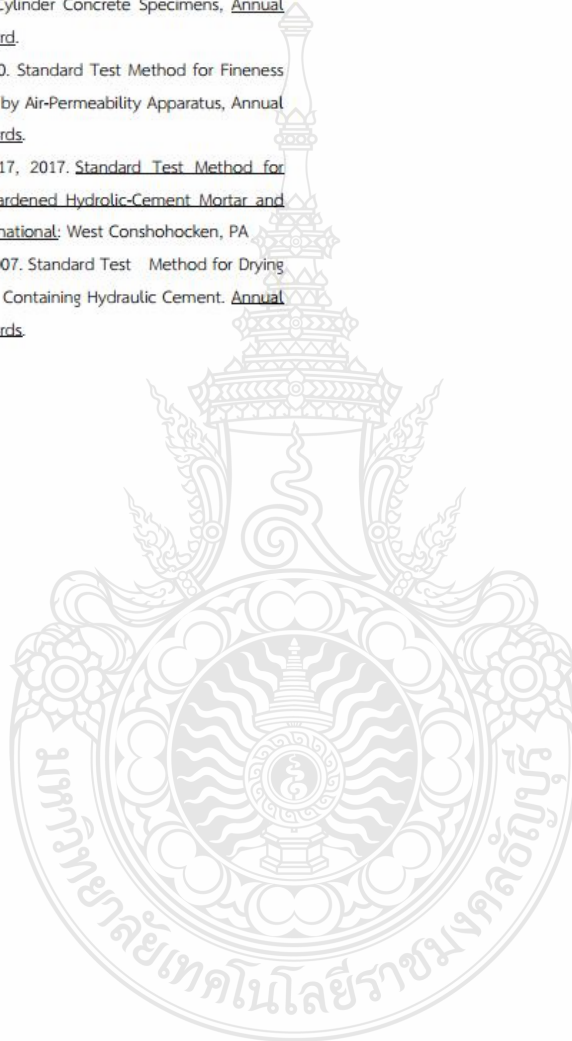 Cylinder Concrete Specimens, Annual
rd.
0. Standard Test Method for Fineness
by Air-Permeability Apparatus, Annual
rds.
17, 2017. Standard Test Method for
ardened Hydrolic-Cement Mortar and
national: West Conshohocken, PA
07. Standard Test Method for Drying
Containing Hydraulic Cement. Annual
rds.
มหาวิทยาลัยเทคโนโลยีราชมงคลธัญบุรี